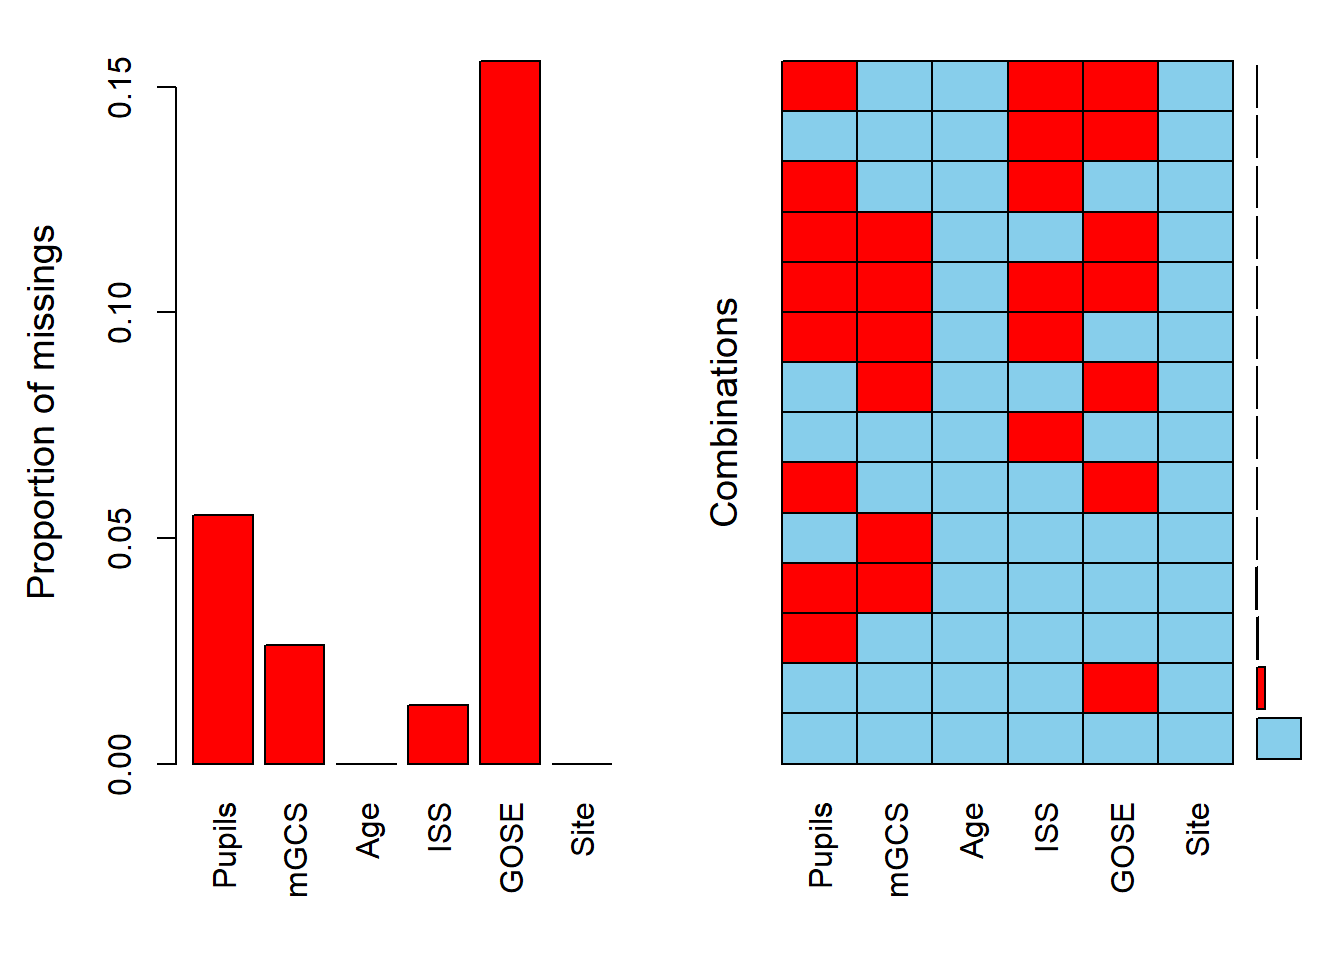 Proportion of missings
0.15
0.10
0.05
0.00
Pupils
mGCS
Age
ISS
GOSE
Site
Combinations
Pupils
mGCS
Age
ISS
GOSE
Site